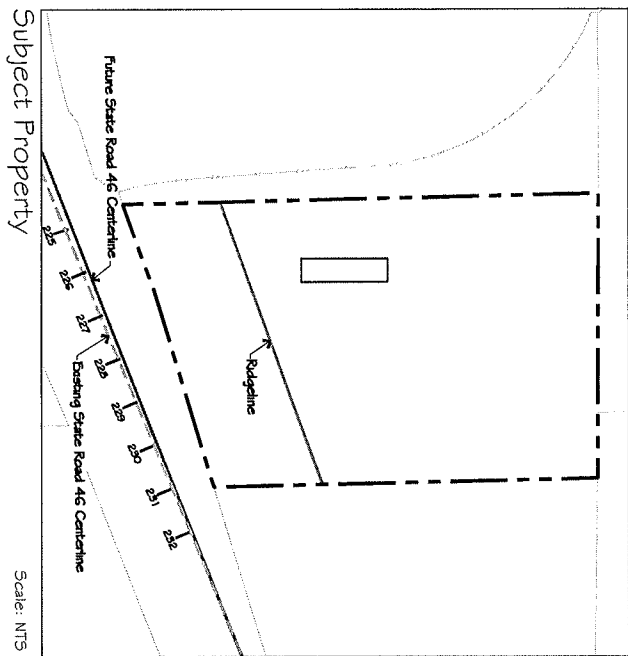 Future State Road 46 Centerline
225
226
227
228
229
230
231
232
Existing State Road 46 Centerline
Ridgeline
Subject Property
Scale: NTS